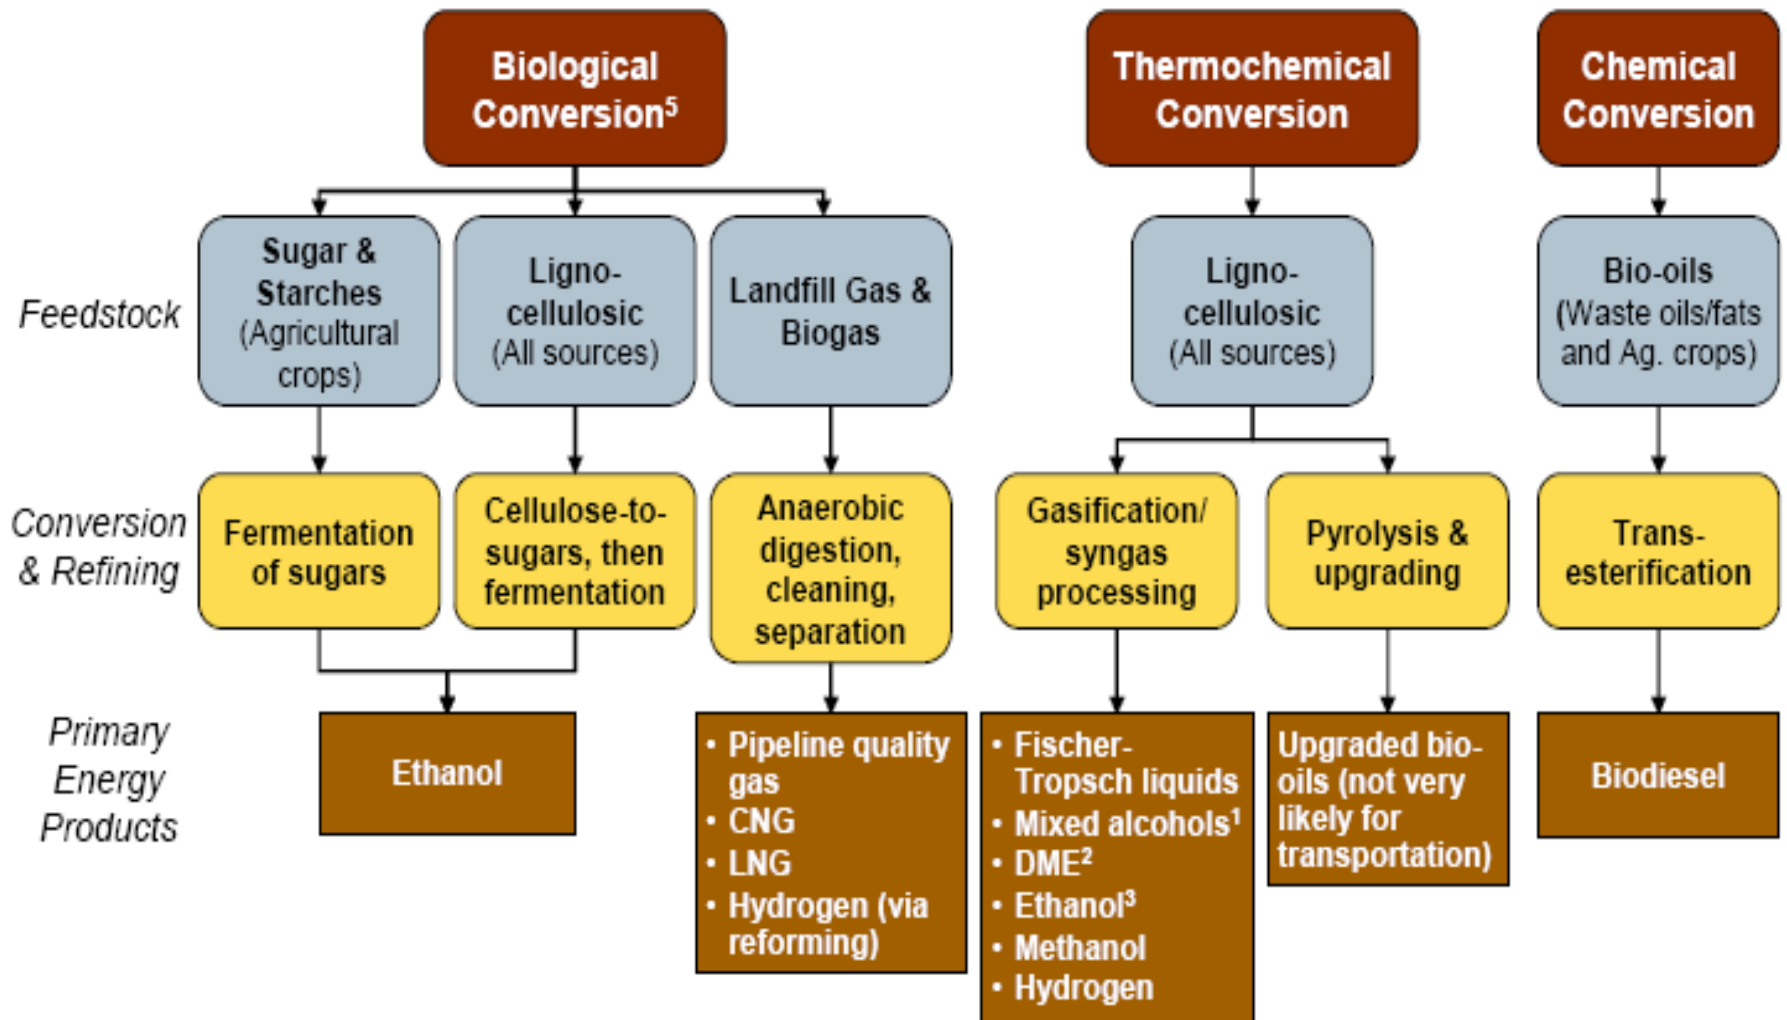 Biological
Conversion⁵
Thermochemical
Conversion
Chemical
Conversion
Feedstock
Sugar &
Starches
(Agricultural
crops)
Ligno-
cellulosic
(All sources)
Landfill Gas &
Biogas
Ligno-
cellulosic
(All sources)
Bio-oils
(Waste oils/fats
and Ag. crops)
Conversion
& Refining
Fermentation
of sugars
Cellulose-to-
sugars, then
fermentation
Anaerobic
digestion,
cleaning,
separation
Gasification/
syngas
processing
Pyrolysis &
upgrading
Trans-
esterification
Primary
Energy
Products
Ethanol
• Pipeline quality
gas
• CNG
• LNG
• Hydrogen (via
reforming)
• Fischer-
Tropsch liquids
• Mixed alcohols¹
• DME²
• Ethanol³
• Methanol
• Hydrogen
Upgraded bio-
oils (not very
likely for
transportation)
Biodiesel